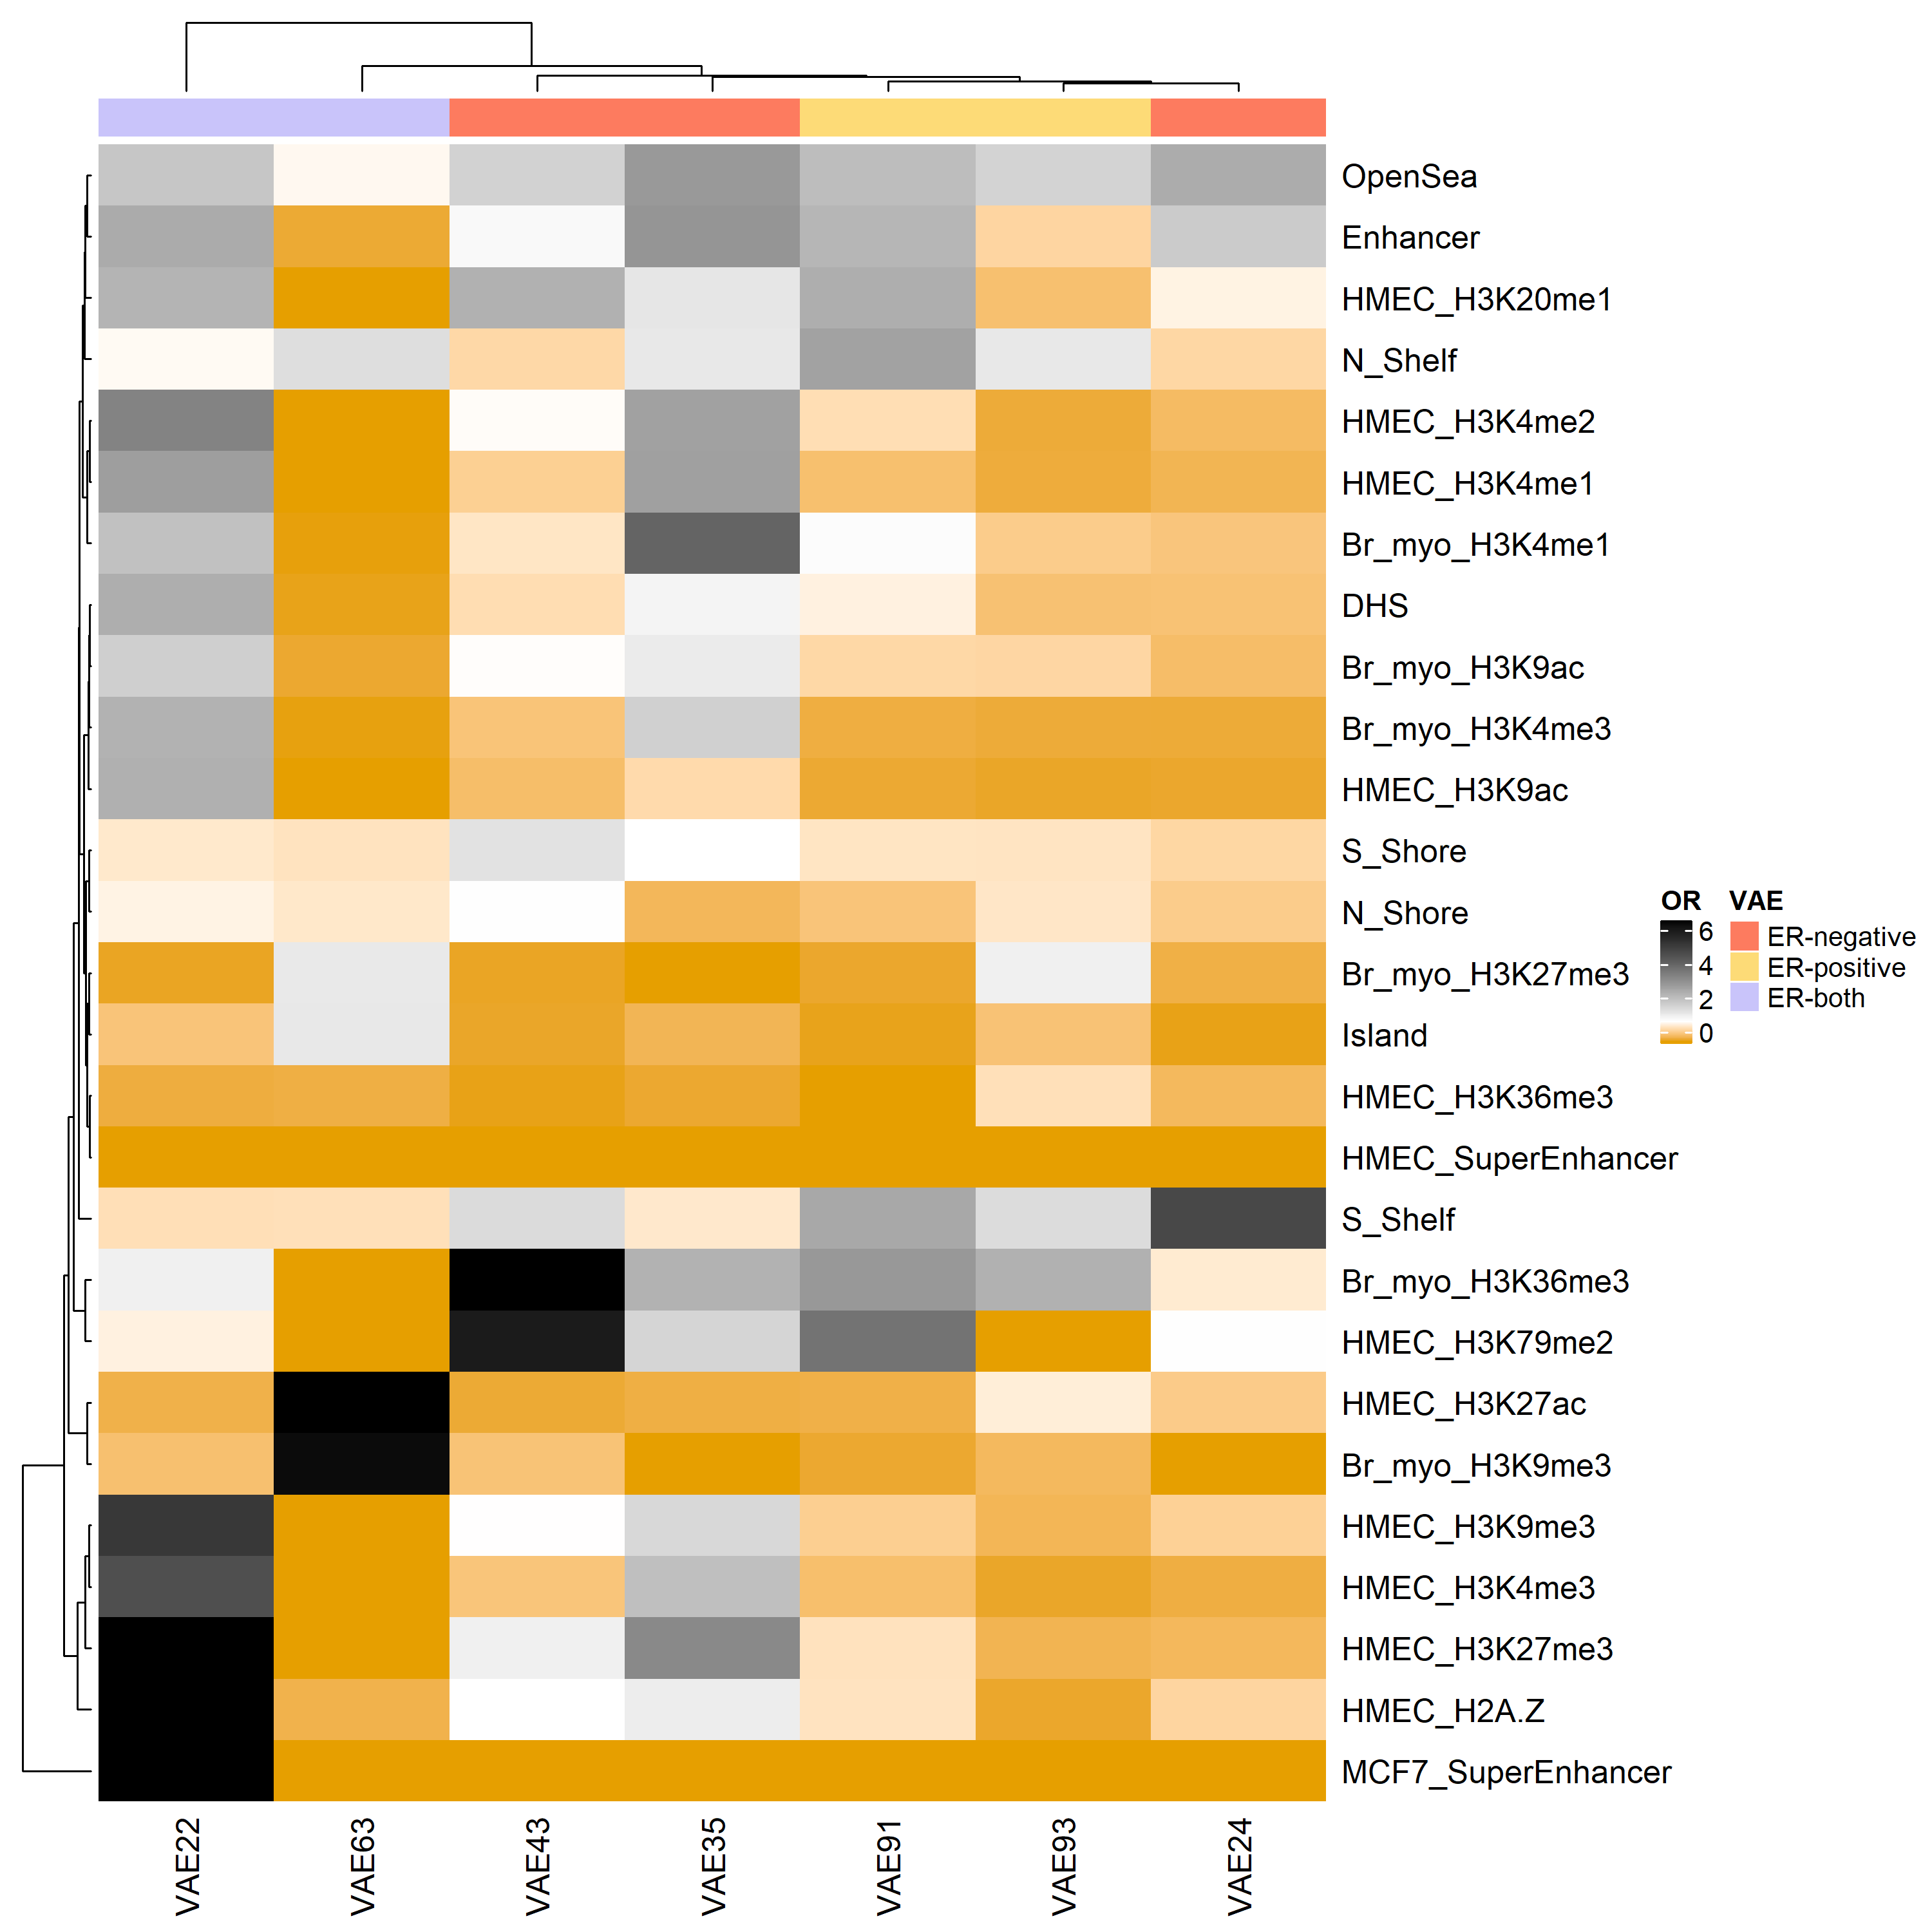 OpenSea
Enhancer
HMEC_H3K20me1
N_Shelf
HMEC_H3K4me2
HMEC_H3K4me1
Br_myo_H3K4me1
DHS
Br_myo_H3K9ac
Br_myo_H3K4me3
HMEC_H3K9ac
S_Shore
N_Shore
Br_myo_H3K27me3
Island
HMEC_H3K36me3
HMEC_SuperEnhancer
S_Shelf
Br_myo_H3K36me3
HMEC_H3K79me2
HMEC_H3K27ac
Br_myo_H3K9me3
HMEC_H3K9me3
HMEC_H3K4me3
HMEC_H3K27me3
HMEC_H2A.Z
MCF7_SuperEnhancer
OR
6
4
2
0
VAE
ER-negative
ER-positive
ER-both
VAE22
VAE63
VAE43
VAE35
VAE91
VAE93
VAE24